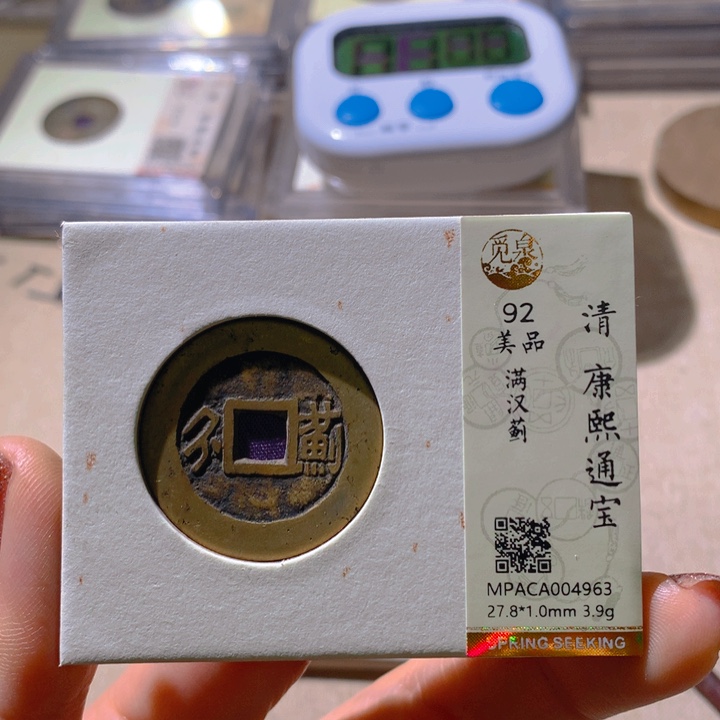 觅泉
92
美品
满汉蓟
清 康熙通宝
蓟
MPACA004963
27.8*1.0mm 3.9g
SPRING SEEKING